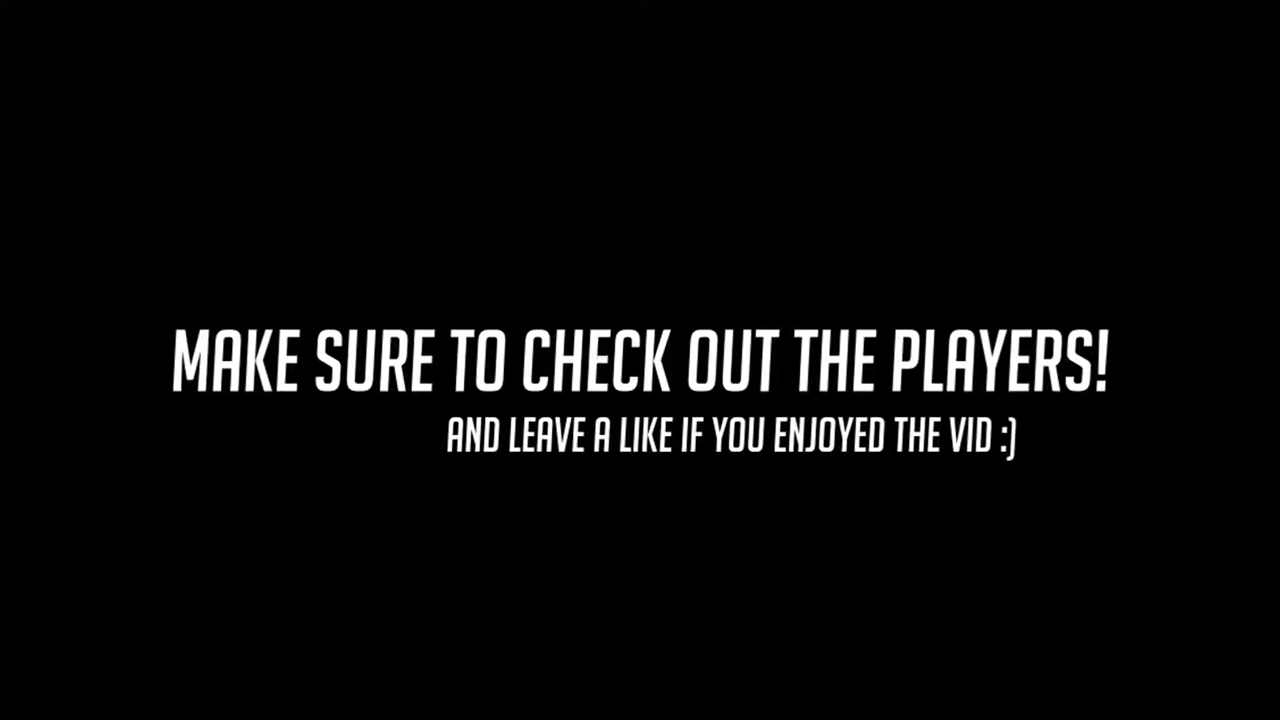 MAKE SURE TO CHECK OUT THE PLAYERS!
AND LEAVE A LIKE IF YOU ENJOYED THE VID :)